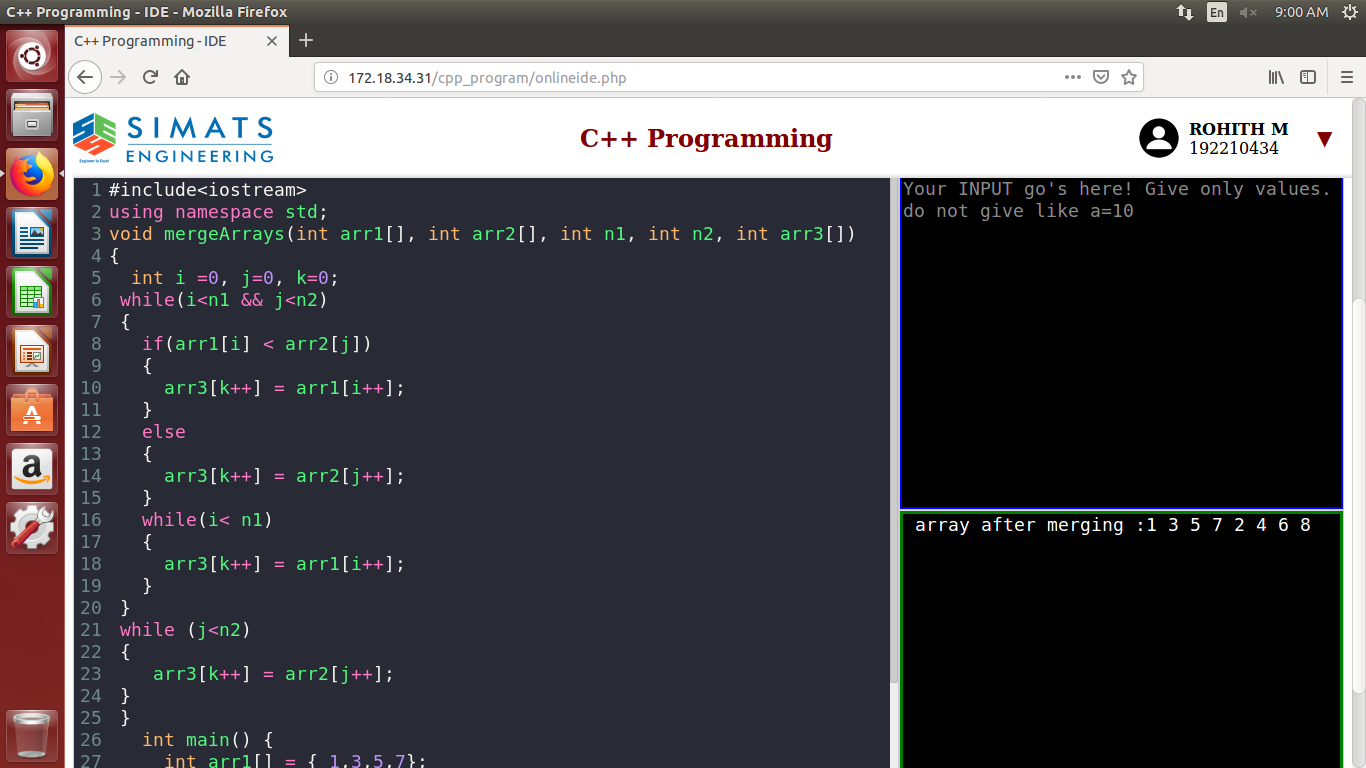 C++ Programming - IDE - Mozilla Firefox
En
9:00 AM
C++ Programming - IDE
172.18.34.31/cpp_program/onlineide.php
SIMATS
ENGINEERING
Engineer to Excel
C++ Programming
ROHITH M
192210434
1 #include<iostream>
2 using namespace std;
3 void mergeArrays(int arr1[], int arr2[], int n1, int n2, int arr3[])
4 {
5 int i =0, j=0, k=0;
6 while(i<n1 && j<n2)
7 {
8 if(arr1[i] < arr2[j])
9 {
10 arr3[k++] = arr1[i++];
11 }
12 else
13 {
14 arr3[k++] = arr2[j++];
15 }
16 while(i< n1)
17 {
18 arr3[k++] = arr1[i++];
19 }
20 }
21 while (j<n2)
22 {
23 arr3[k++] = arr2[j++];
24 }
25 }
26 int main() {
27 int arr1[] = { 1,3,5,7};
Your INPUT go's here! Give only values.
do not give like a=10
array after merging :1 3 5 7 2 4 6 8